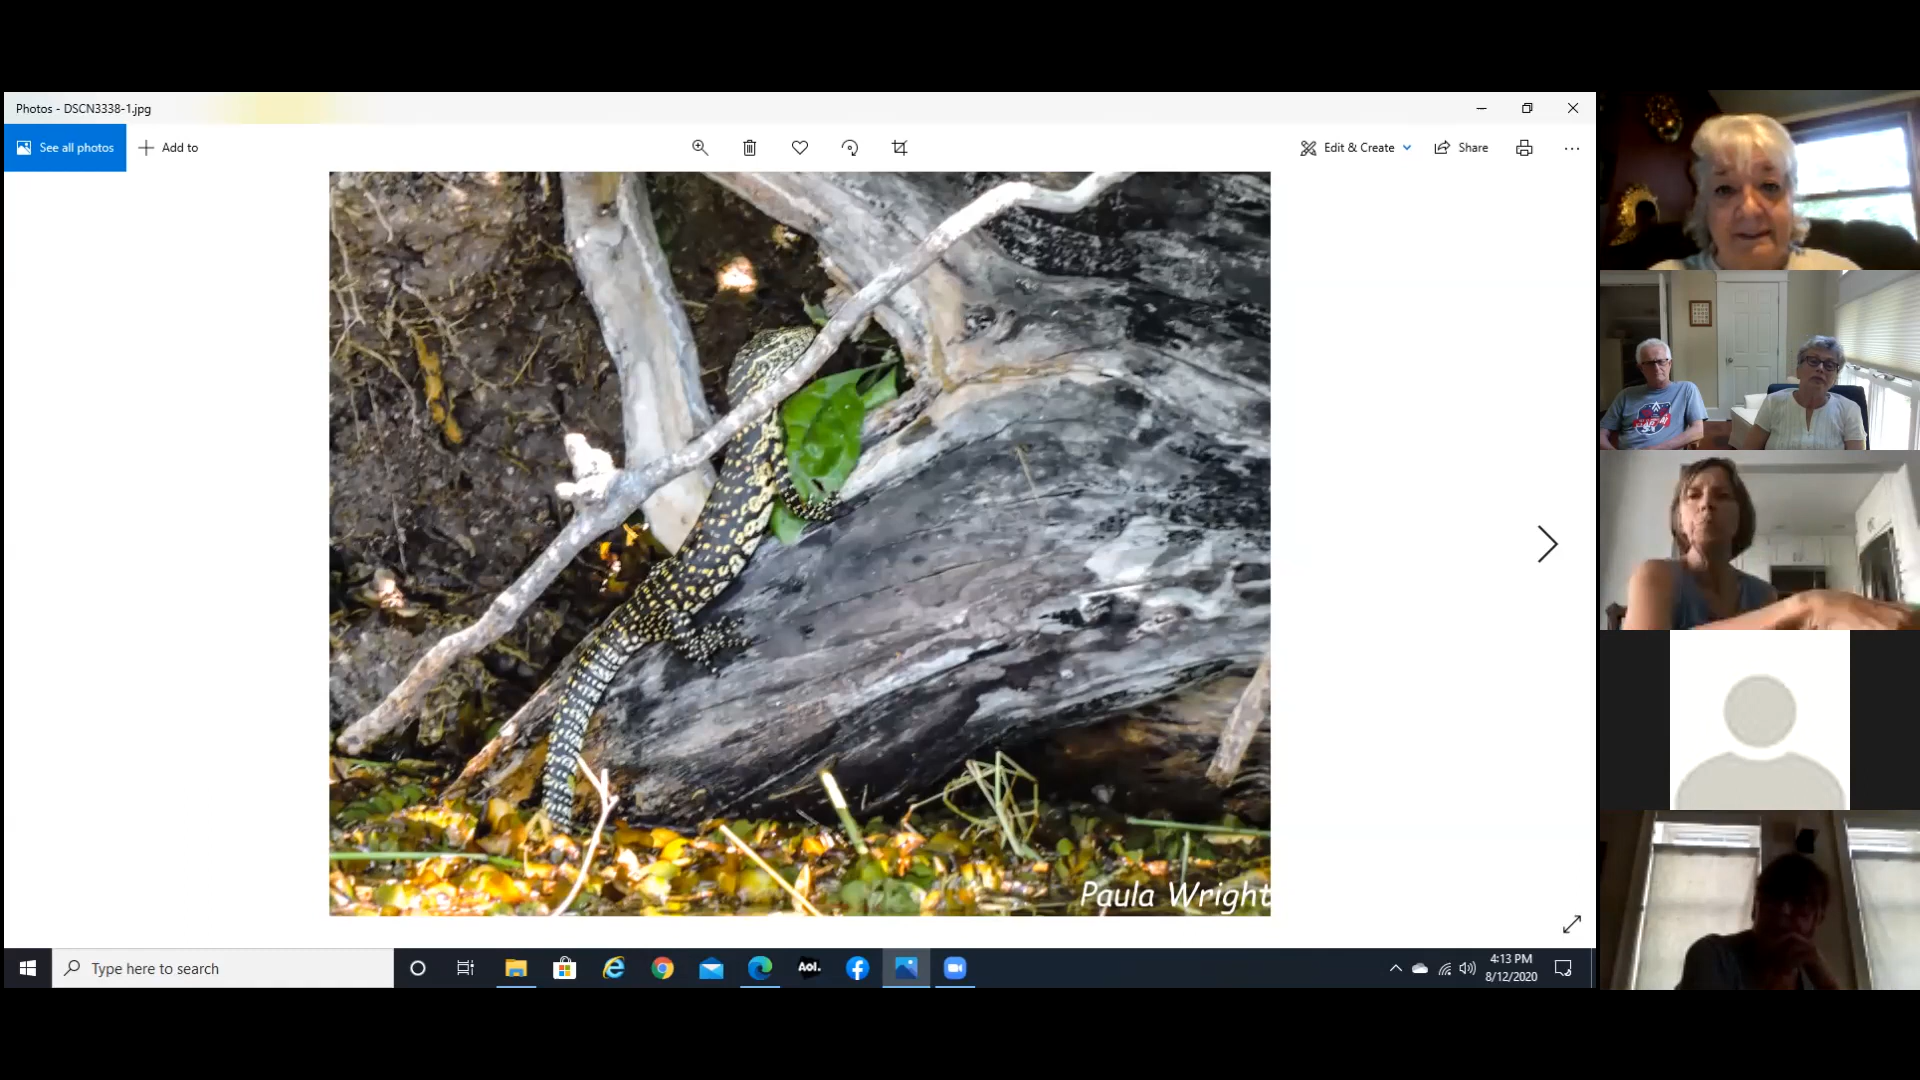 Photos - DSCN3338-1.jpg
See all photos
Add to
Edit & Create
Share
Paula Wright
Type here to search
Aol.
4:13 PM
8/12/2020